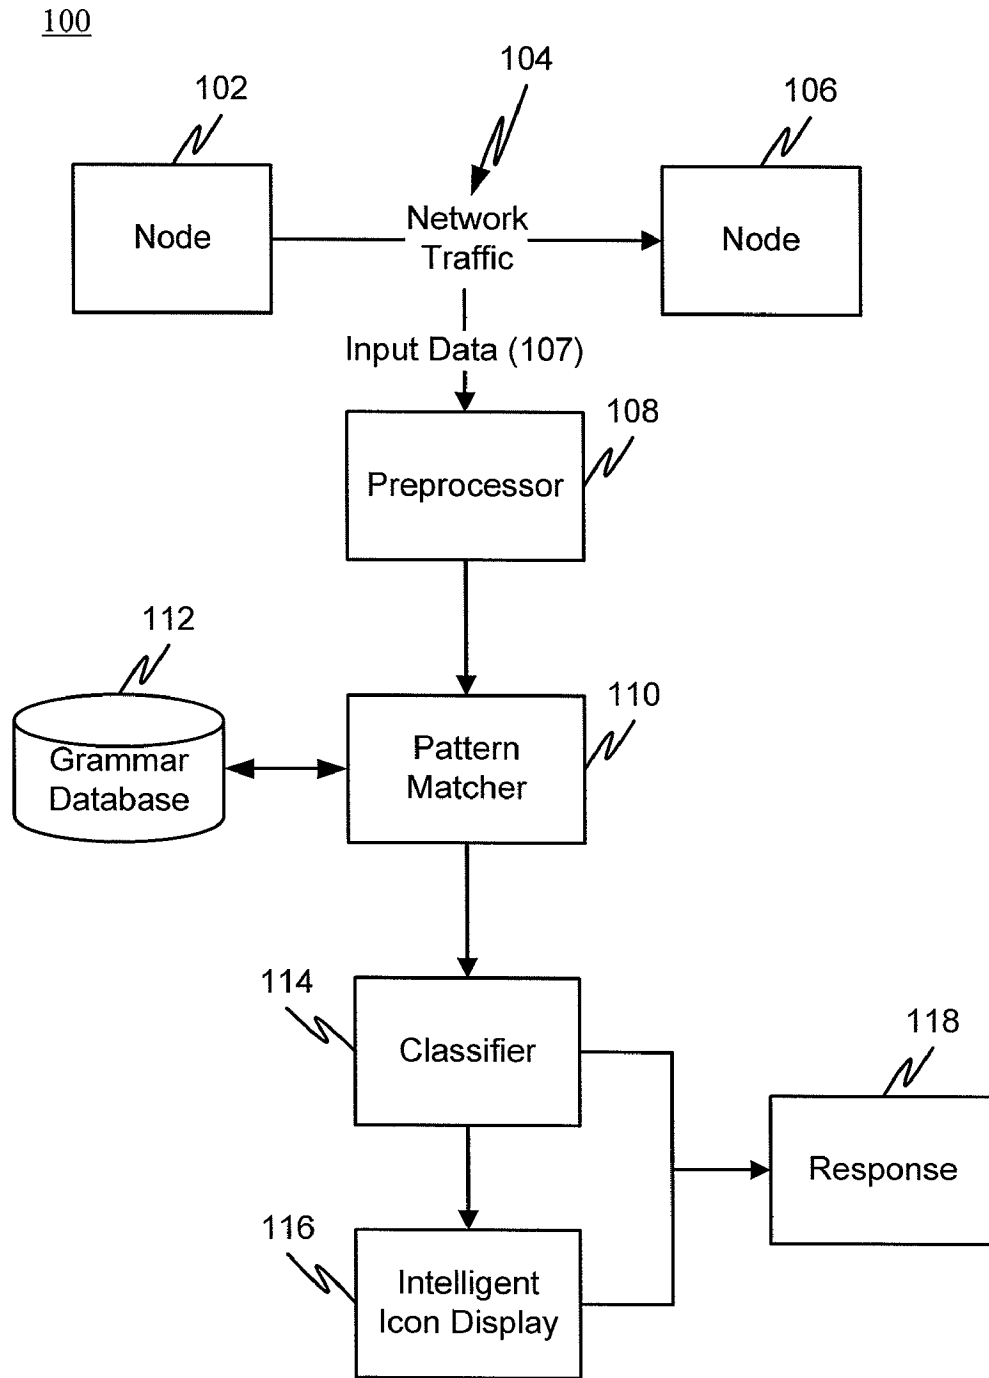 100
104
102
106
Node
Network
Traffic
Node
Input Data (107)
108
Preprocessor
112
110
Grammar
Database
Pattern
Matcher
114
Classifier
118
Response
116
Intelligent
Icon Display